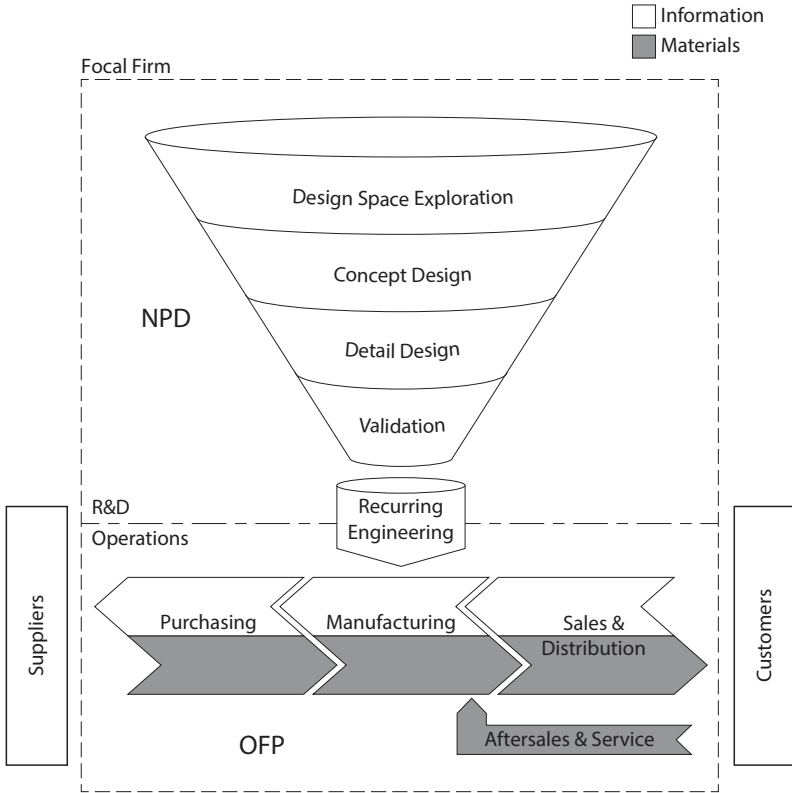 Information
Materials
Focal Firm
Design Space Exploration
Concept Design
NPD
Detail Design
Validation
R&D
Recurring
Engineering
Operations
Suppliers
Purchasing
Manufacturing
Sales &
Distribution
Customers
OFP
Aftersales & Service